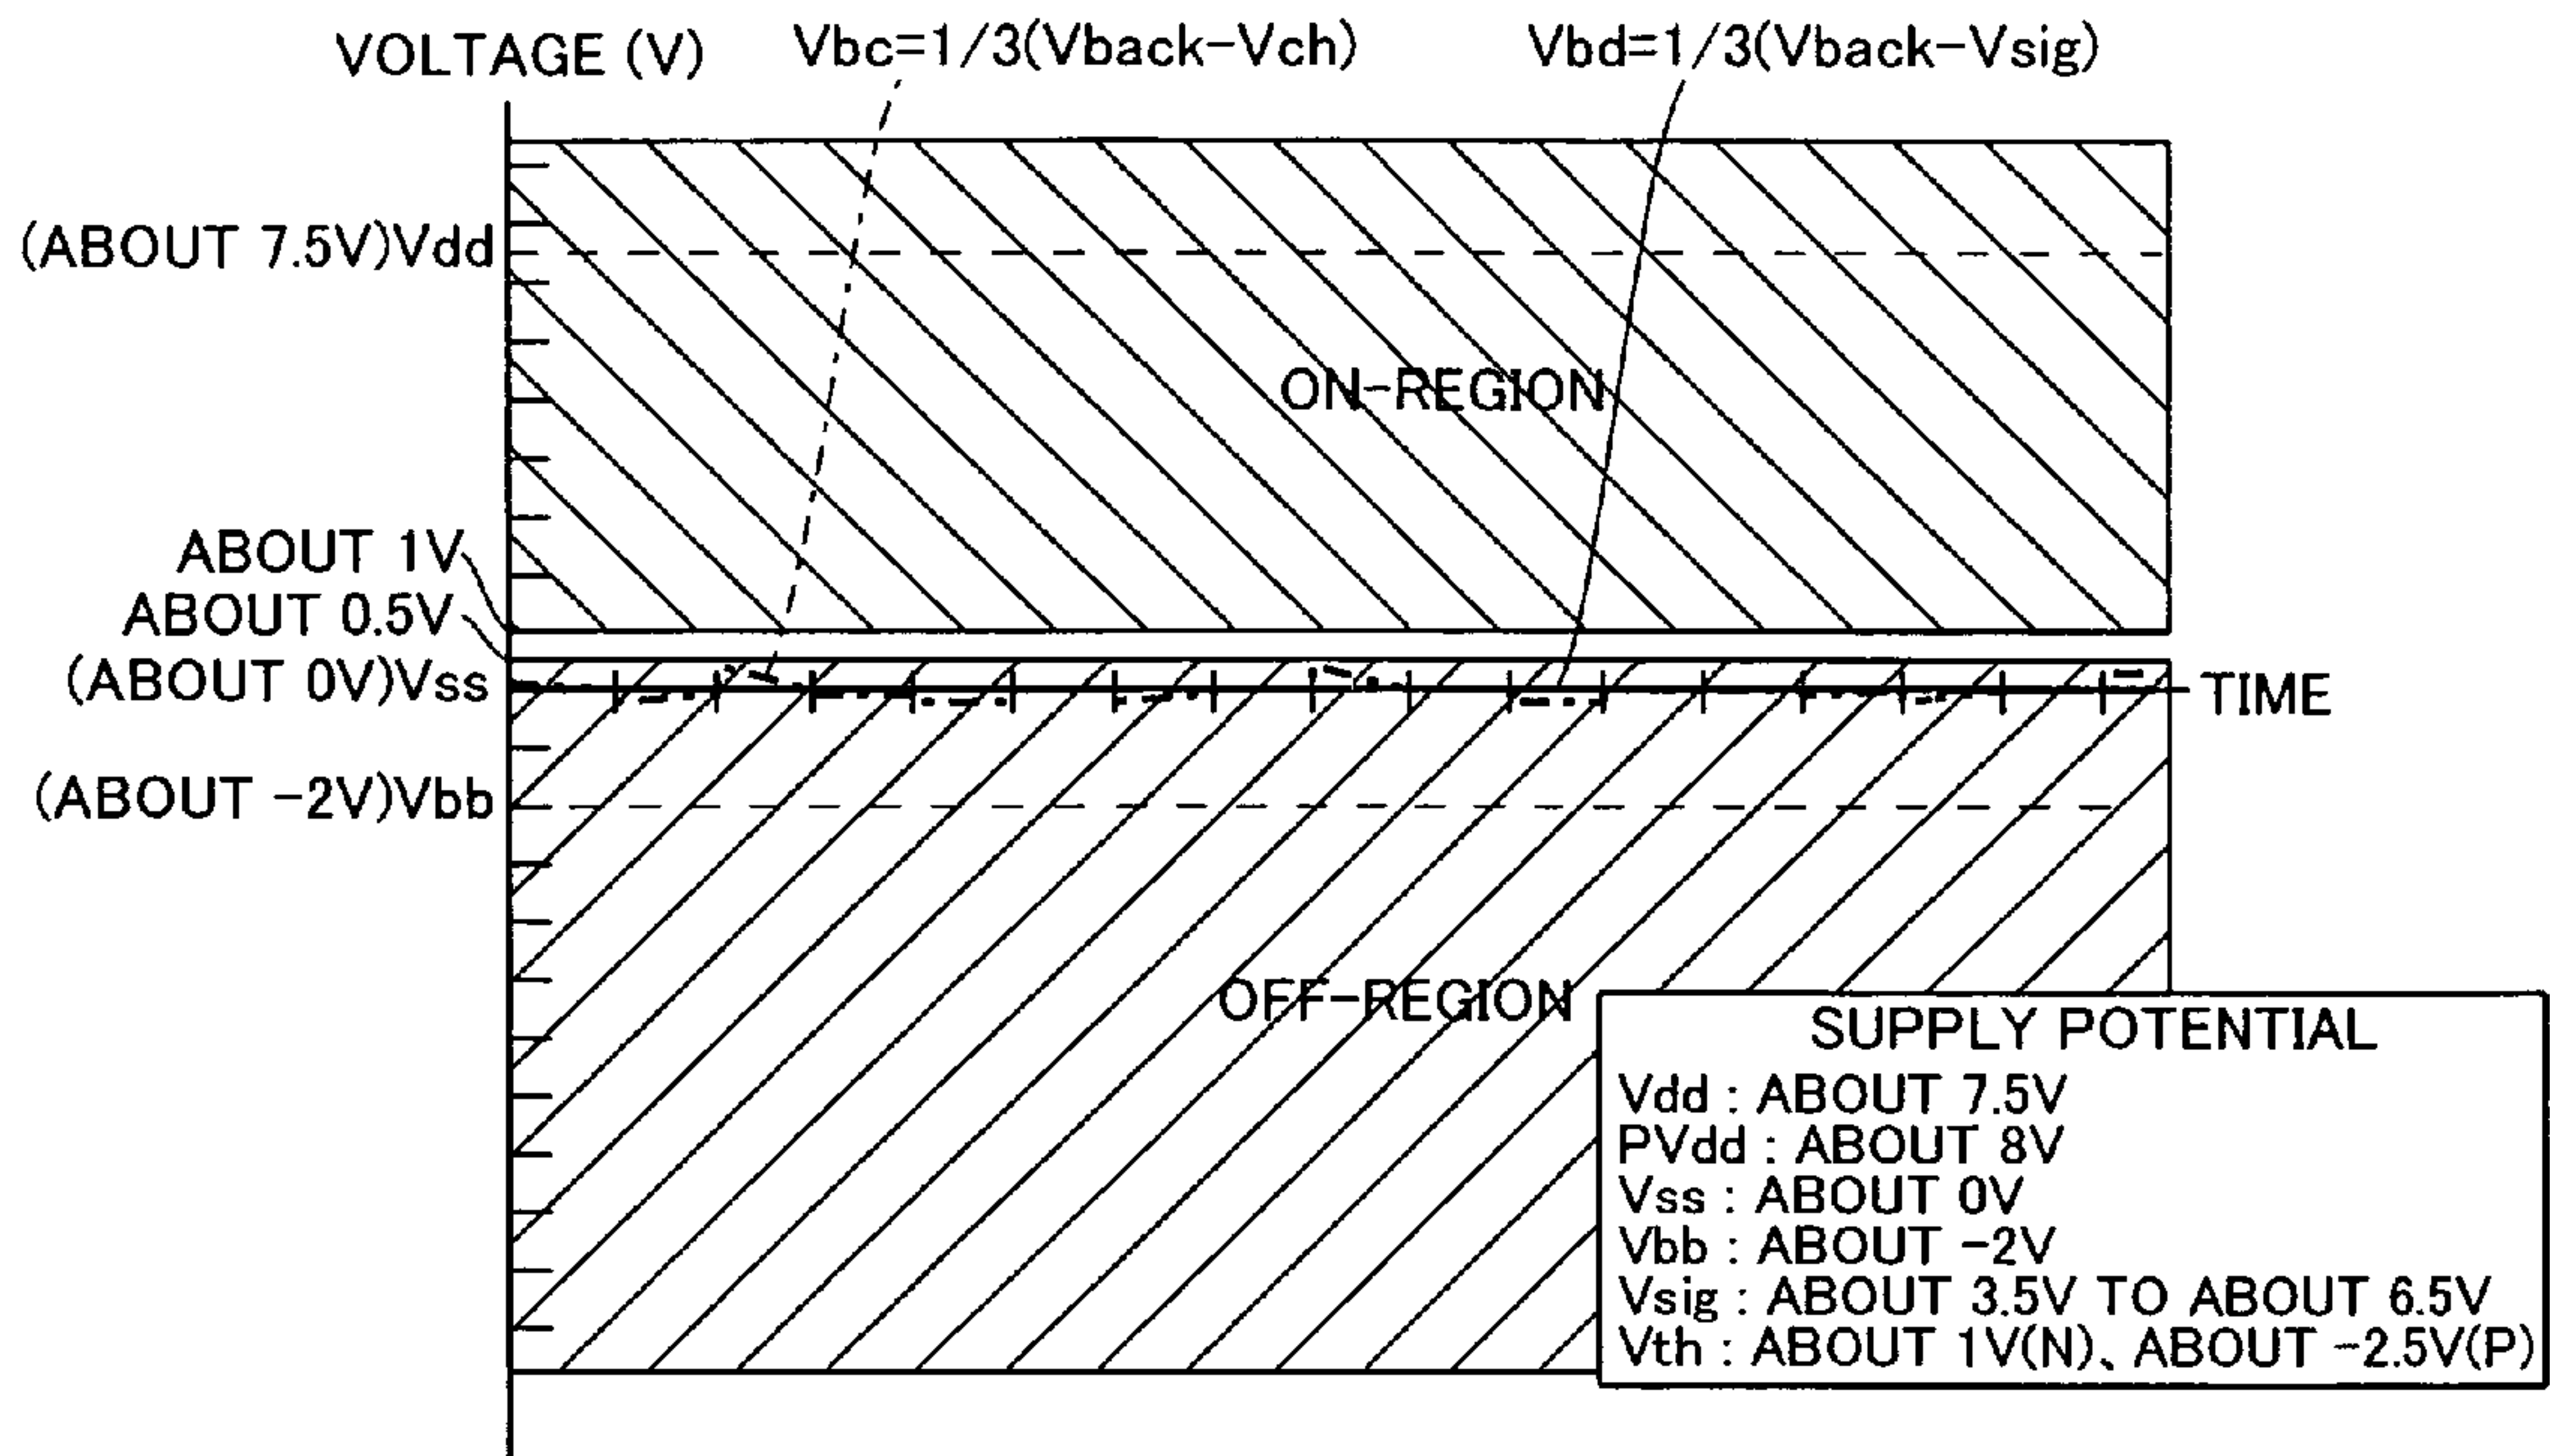 VOLTAGE (V)
Vbc=1/3(Vback-Vch)
Vbd=1/3(Vback-Vsig)
(ABOUT 7.5V)Vdd
ON-REGION
ABOUT 1V
ABOUT 0.5V
(ABOUT 0V)Vss
TIME
(ABOUT -2V)Vbb
OFF-REGION
SUPPLY POTENTIAL
Vdd : ABOUT 7.5V
PVdd : ABOUT 8V
Vss : ABOUT 0V
Vbb : ABOUT -2V
Vsig : ABOUT 3.5V TO ABOUT 6.5V
Vth : ABOUT 1V(N)、ABOUT -2.5V(P)